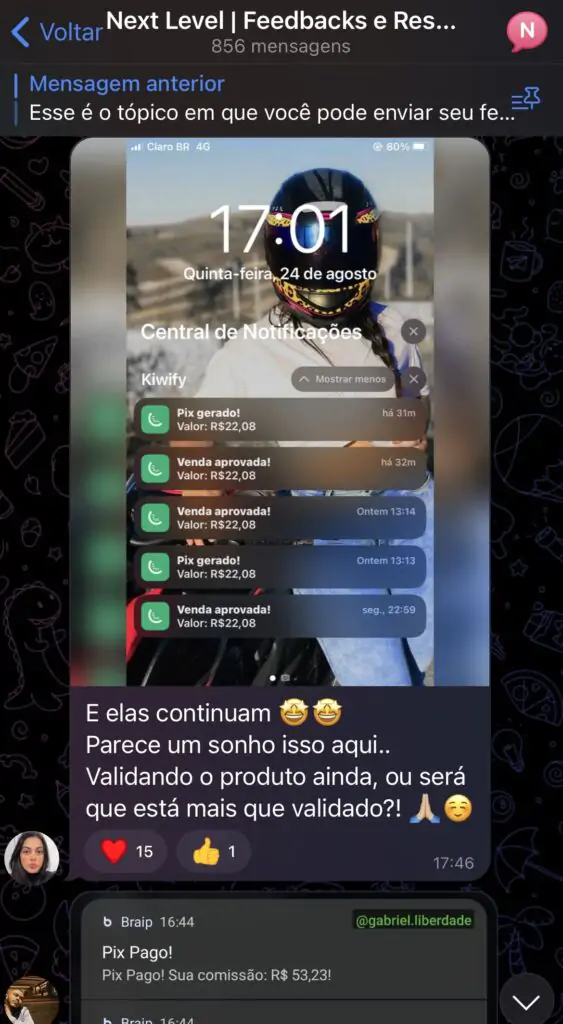 Voltar
Next Level | Feedbacks e Res...
856 mensagens
N
Mensagem anterior
Esse é o tópico em que você pode enviar seu fe...
Claro BR 4G
80%
17:01
Quinta-feira, 24 de agosto
Central de Notificações
Kiwify
Mostrar menos
Pix gerado!
há 31m
Valor: R$22,08
Venda aprovada!
há 32m
Valor: R$22,08
Venda aprovada!
Ontem 13:14
Valor: R$22,08
Pix gerado!
Ontem 13:13
Valor: R$22,08
Venda aprovada!
seg., 22:59
Valor: R$22,08
E elas continuam 🤩🤩
Parece um sonho isso aqui..
Validando o produto ainda, ou será
que está mais que validado?! 🙏🏼☺️
❤️ 15
👍 1
17:46
b Braip 16:44
@gabriel.liberdade
Pix Pago!
Pix Pago! Sua comissão: R$ 53,23!
b Braip 16:44